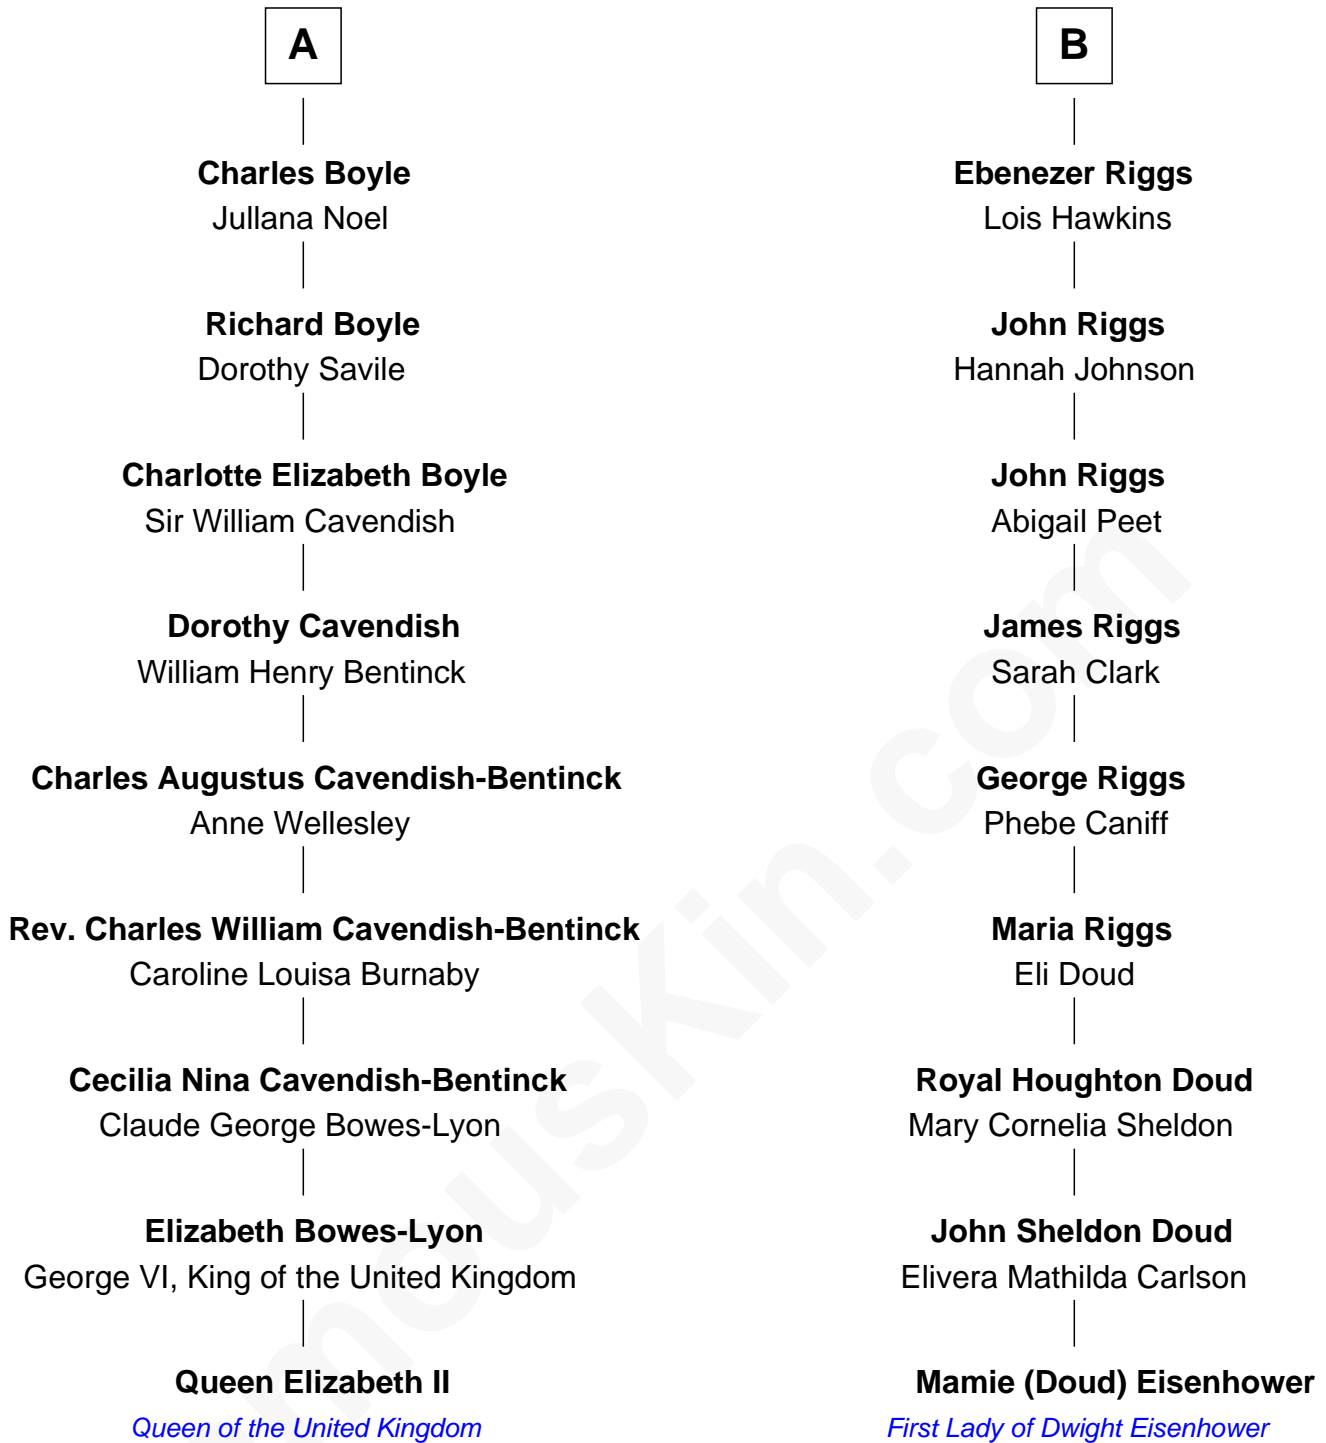 A
Charles Boyle
Jullana Noel
Richard Boyle
Dorothy Savile
Charlotte Elizabeth Boyle
Sir William Cavendish
Dorothy Cavendish
William Henry Bentinck
Charles Augustus Cavendish-Bentinck
Anne Wellesley
Rev. Charles William Cavendish-Bentinck
Caroline Louisa Burnaby
Cecilia Nina Cavendish-Bentinck
Claude George Bowes-Lyon
Elizabeth Bowes-Lyon
George VI, King of the United Kingdom
Queen Elizabeth II
Queen of the United Kingdom
B
Ebenezer Riggs
Lois Hawkins
John Riggs
Hannah Johnson
John Riggs
Abigail Peet
James Riggs
Sarah Clark
George Riggs
Phebe Caniff
Maria Riggs
Eli Doud
Royal Houghton Doud
Mary Cornelia Sheldon
John Sheldon Doud
Elivera Mathilda Carlson
Mamie (Doud) Eisenhower
First Lady of Dwight Eisenhower
mousKin.com